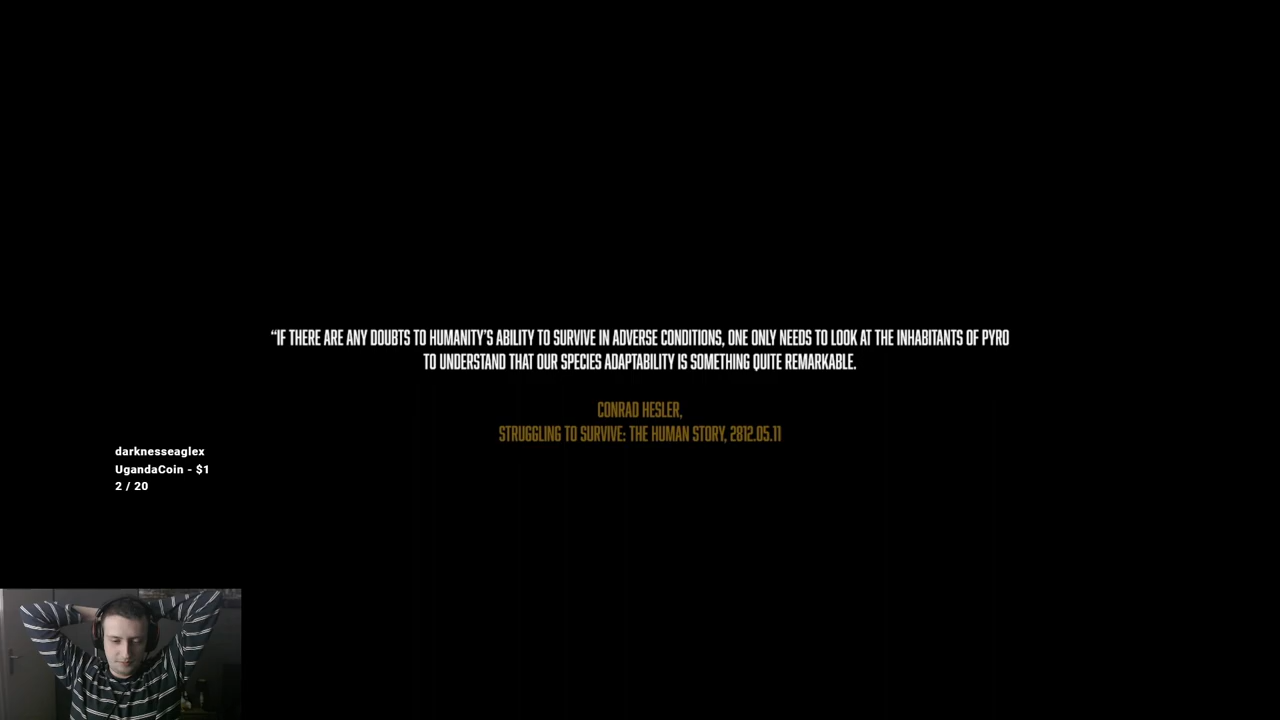 “IF THERE ARE ANY DOUBTS TO HUMANITY’S ABILITY TO SURVIVE IN ADVERSE CONDITIONS, ONE ONLY NEEDS TO LOOK AT THE INHABITANTS OF PYRO
TO UNDERSTAND THAT OUR SPECIES ADAPTABILITY IS SOMETHING QUITE REMARKABLE.
CONRAD HESLER,
STRUGGLING TO SURVIVE: THE HUMAN STORY, 2812.05.11
darknesseaglex
UgandaCoin - $1
2 / 20